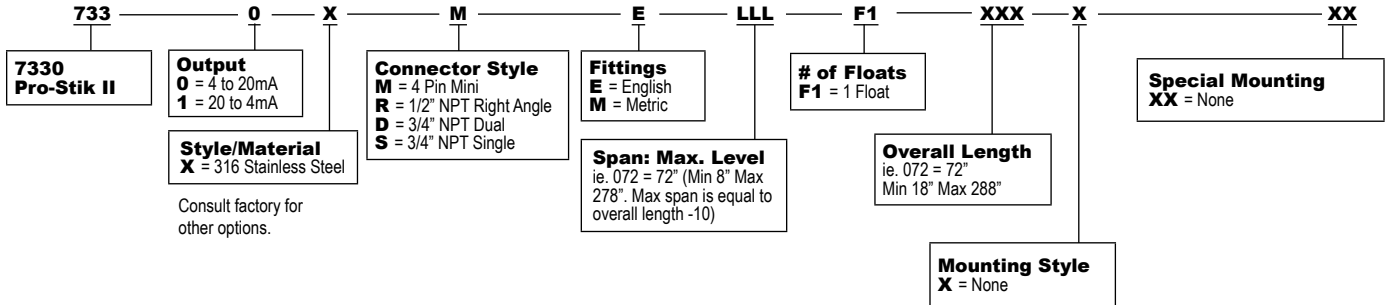 733 0 X M E LLL F1 XXX X XX
7330
Pro-Stik II
Output
0 = 4 to 20mA
1 = 20 to 4mA
Style/Material
X = 316 Stainless Steel
Consult factory for
other options.
Connector Style
M = 4 Pin Mini
R = 1/2” NPT Right Angle
D = 3/4” NPT Dual
S = 3/4” NPT Single
Fittings
E = English
M = Metric
Span: Max. Level
ie. 072 = 72” (Min 8” Max
278”. Max span is equal to
overall length -10)
# of Floats
F1 = 1 Float
Overall Length
ie. 072 = 72”
Min 18” Max 288”
Mounting Style
X = None
Special Mounting
XX = None